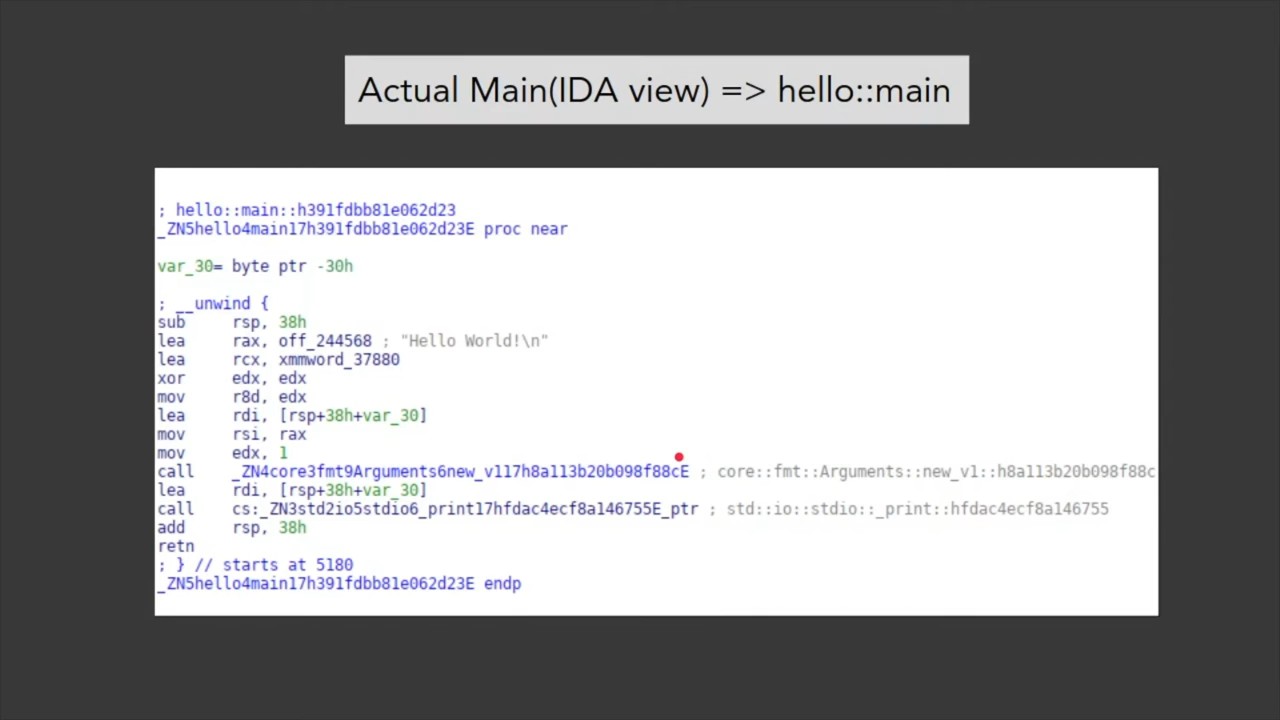 Actual Main(IDA view) => hello::main
; hello::main::h391fdbb81e062d23
_ZN5hello4main17h391fdbb81e062d23E proc near
var_30= byte ptr -30h
; __unwind {
sub rsp, 38h
lea rax, off_244568 ; "Hello World!\n"
lea rcx, xmmword_37880
xor edx, edx
mov r8d, edx
lea rdi, [rsp+38h+var_30]
mov rsi, rax
mov edx, 1
call _ZN4core3fmt9Arguments6new_v117h8a113b20b098f88cE ; core::fmt::Arguments::new_v1::h8a113b20b098f88c
lea rdi, [rsp+38h+var_30]
call cs:_ZN3std2io5stdio6_print17hfdac4ecf8a146755E_ptr ; std::io::stdio::_print::hfdac4ecf8a146755
add rsp, 38h
retn
; } // starts at 5180
_ZN5hello4main17h391fdbb81e062d23E endp